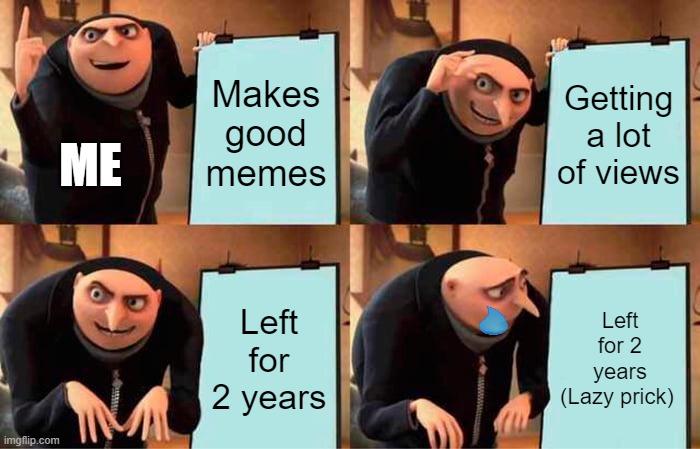 ME
Makes
good
memes
Getting
a lot
of views
Left
for
2 years
Left
for 2
years
(Lazy prick)
imgflip.com